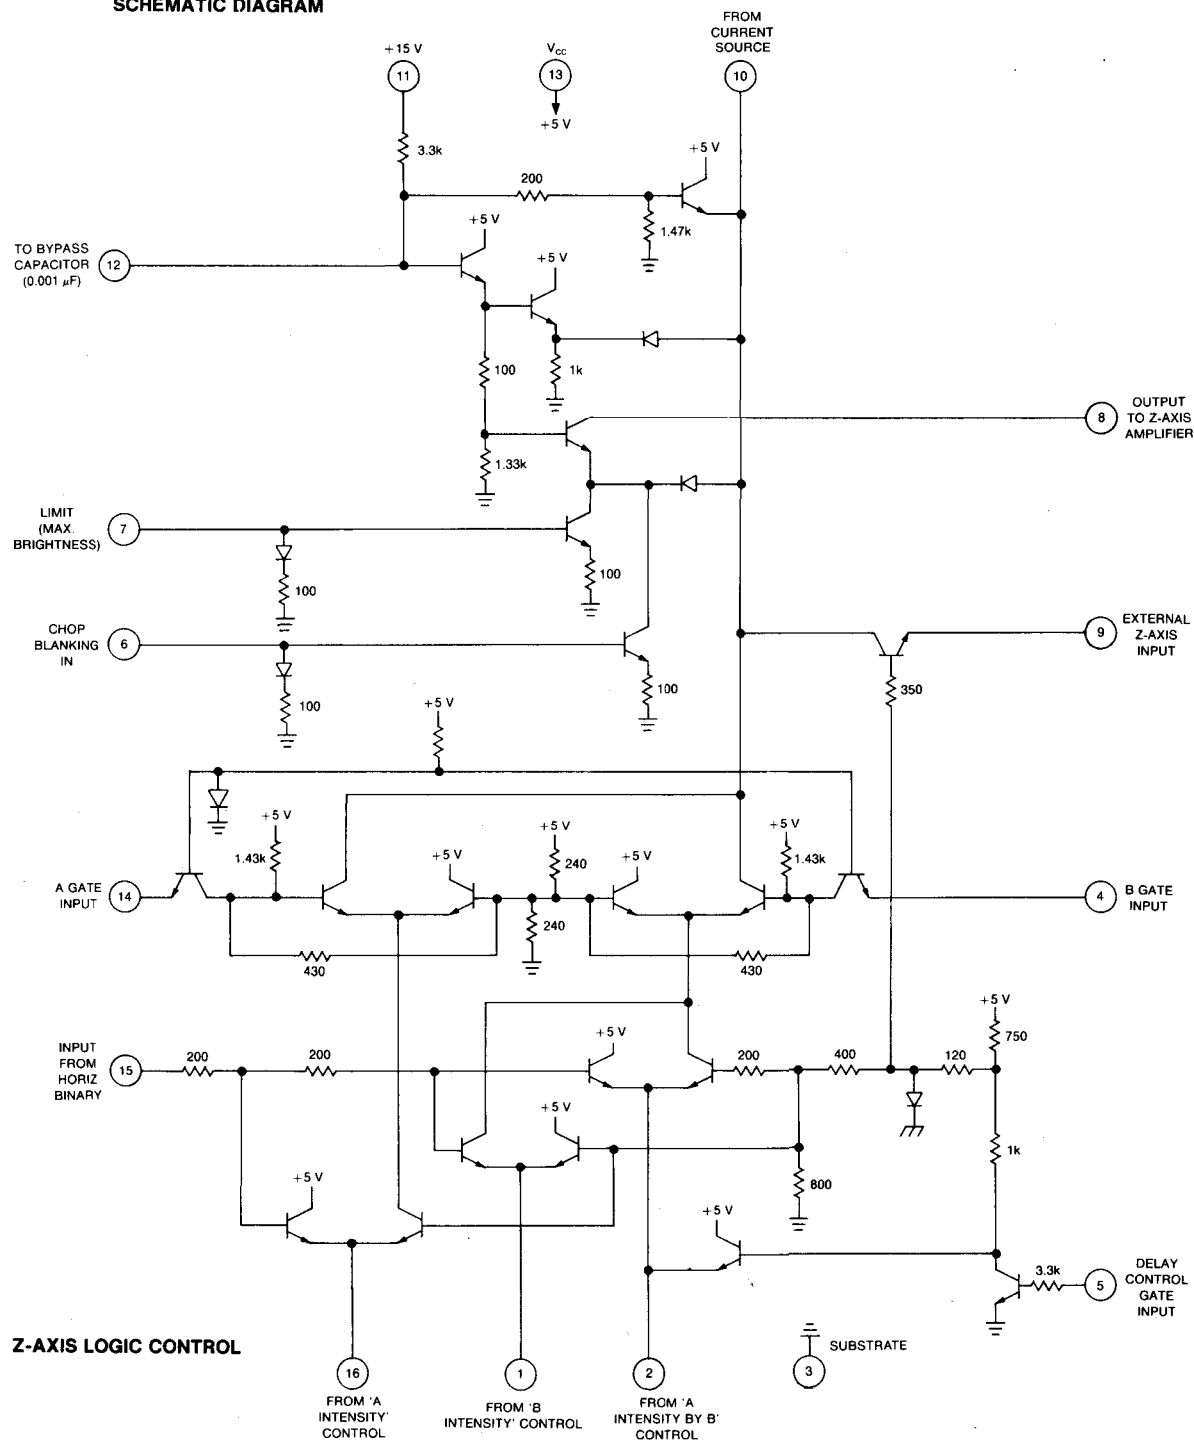 SCHEMATIC DIAGRAM
FROM
CURRENT
SOURCE
+15 V
VCC
11
13
10
+5 V
3.3k
+5 V
200
1.47k
+5 V
TO BYPASS
CAPACITOR
(0.001 µF)
12
+5 V
100
1k
OUTPUT
TO Z-AXIS
AMPLIFIER
8
1.33k
LIMIT
(MAX.
BRIGHTNESS)
7
100
100
CHOP
BLANKING
IN
6
EXTERNAL
Z-AXIS
INPUT
9
350
100
100
+5 V
+5 V
1.43k
+5 V
+5 V
240
+5 V
+5 V
1.43k
A GATE
INPUT
14
B GATE
INPUT
4
240
430
430
+5 V
750
INPUT
FROM
HORIZ
BINARY
15
200
200
+5 V
200
400
120
+5 V
1k
800
+5 V
+5 V
3.3k
5
DELAY
CONTROL
GATE
INPUT
Z-AXIS LOGIC CONTROL
SUBSTRATE
3
16
1
2
FROM 'A
INTENSITY'
CONTROL
FROM 'B
INTENSITY' CONTROL
FROM 'A
INTENSITY BY B'
CONTROL